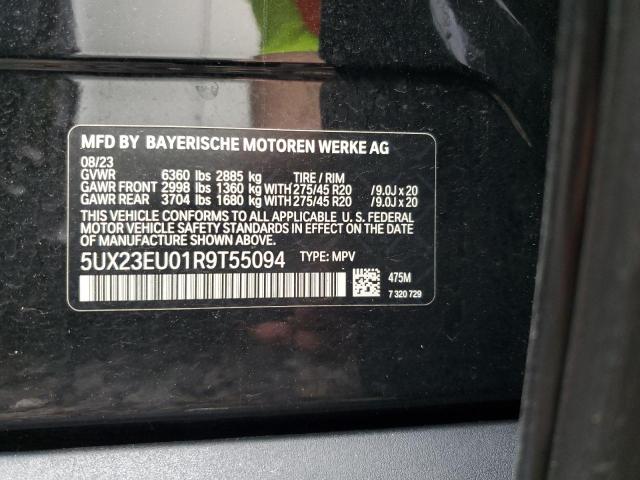 MFD BY BAYERISCHE MOTOREN WERKE AG
08/23
GVWR 6360 lbs 2885 kg TIRE / RIM
GAWR FRONT 2998 lbs 1360 kg WITH 275/45 R20 /9.0J x 20
GAWR REAR 3704 lbs 1680 kg WITH 275/45 R20 /9.0J x 20
THIS VEHICLE CONFORMS TO ALL APPLICABLE U. S. FEDERAL
MOTOR VEHICLE SAFETY STANDARDS IN EFFECT ON THE
DATE OF MANUFACTURE SHOWN ABOVE.
5UX23EU01R9T55094 TYPE: MPV
475M
7 320 729